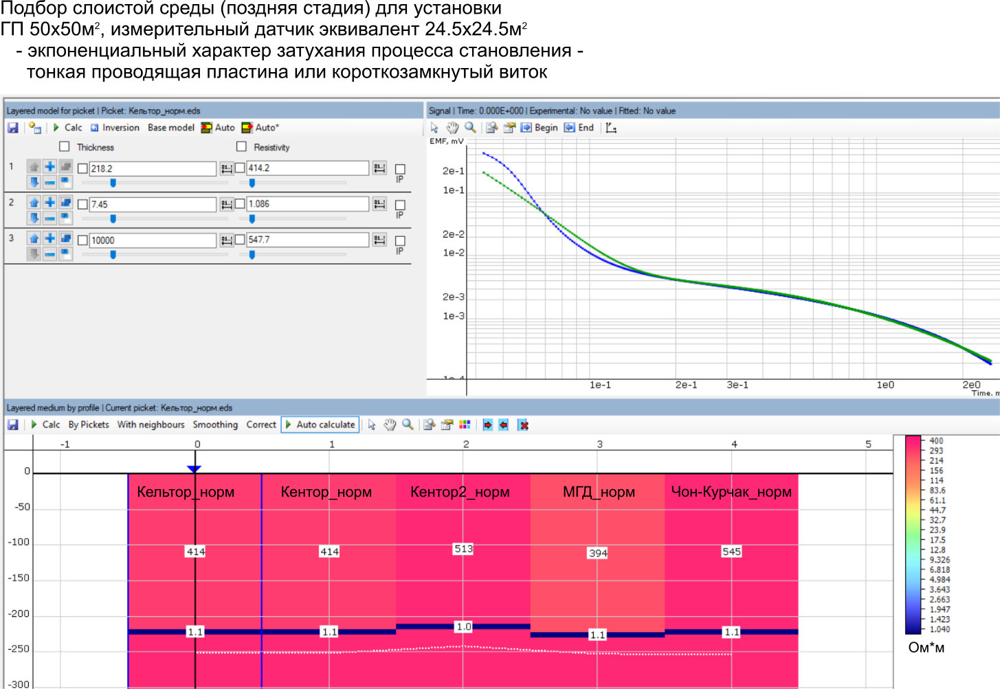 Подбор слоистой среды (поздняя стадия) для установки
ГП 50х50м², измерительный датчик эквивалент 24.5х24.5м²
- экпоненциальный характер затухания процесса становления -
тонкая проводящая пластина или короткозамкнутый виток
Layered model for picket | Picket: Кельтор_норм.eds
Calc Inversion Base model Auto Auto*
Thickness Resistivity
1 218.2 414.2 IP
2 7.45 1.086 IP
3 10000 547.7 IP
Signal | Time: 0.000E+000 | Experimental: No value | Fitted: No value
Begin End
EMF, mV
2e-1
1e-1
2e-2
1e-2
2e-3
1e-3
1e-4
1e-1 2e-1 3e-1 1e0 2e0
Time, m
Layered medium by profile | Current picket: Кельтор_норм.eds
Calc By Pickets With neighbours Smoothing Correct Auto calculate
-1 0 1 2 3 4 5
0
Кельтор_норм Кентор_норм Кентор2_норм МГД_норм Чон-Курчак_норм
-50
-100
414 414 513 394 545
-150
-200
1.1 1.1 1.0 1.1 1.1
-250
-300
400
293
214
156
114
83.6
61.1
44.7
32.7
23.9
17.5
12.8
9.326
6.818
4.984
3.643
2.663
1.947
1.423
1.040
Ом*м